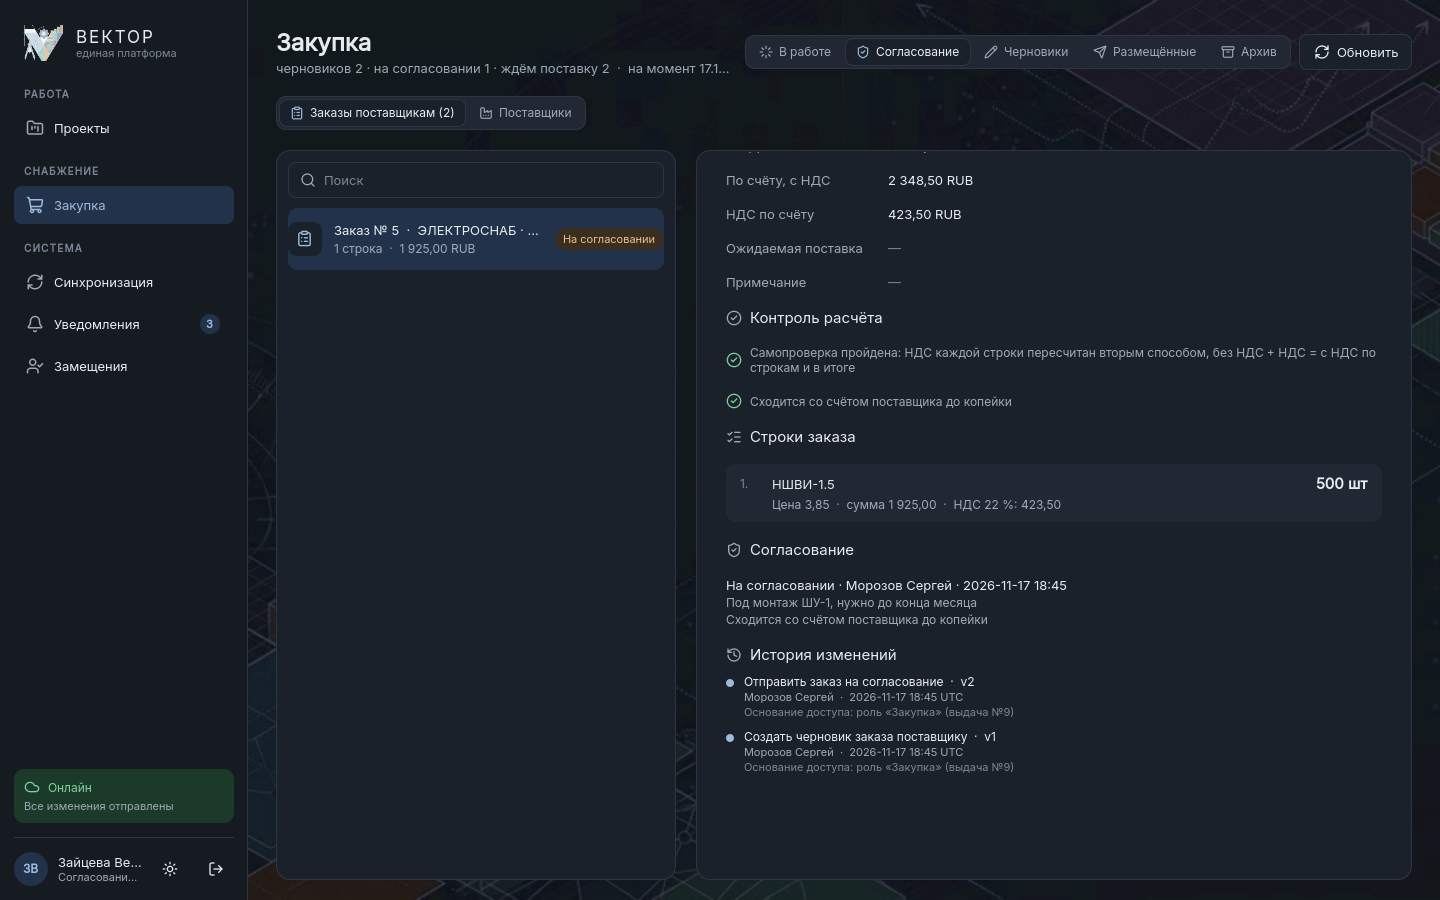 ВЕКТОР
единая платформа
РАБОТА
Проекты
СНАБЖЕНИЕ
Закупка
СИСТЕМА
Синхронизация
Уведомления
3
Замещения
Онлайн
Все изменения отправлены
ЗВ
Зайцева Ве...
Согласовани...
Закупка
черновиков 2 · на согласовании 1 · ждём поставку 2 · на момент 17.1...
В работе
Согласование
Черновики
Размещённые
Архив
Обновить
Заказы поставщикам (2)
Поставщики
Поиск
Заказ № 5 · ЭЛЕКТРОСНАБ · ...
1 строка · 1 925,00 RUB
На согласовании
По счёту, с НДС 2 348,50 RUB
НДС по счёту 423,50 RUB
Ожидаемая поставка —
Примечание —
Контроль расчёта
Самопроверка пройдена: НДС каждой строки пересчитан вторым способом, без НДС + НДС = с НДС по
строкам и в итоге
Сходится со счётом поставщика до копейки
Строки заказа
1. НШВИ-1.5 500 шт
Цена 3,85 · сумма 1 925,00 · НДС 22 %: 423,50
Согласование
На согласовании · Морозов Сергей · 2026-11-17 18:45
Под монтаж ШУ-1, нужно до конца месяца
Сходится со счётом поставщика до копейки
История изменений
Отправить заказ на согласование · v2
Морозов Сергей · 2026-11-17 18:45 UTC
Основание доступа: роль «Закупка» (выдача №9)
Создать черновик заказа поставщику · v1
Морозов Сергей · 2026-11-17 18:45 UTC
Основание доступа: роль «Закупка» (выдача №9)